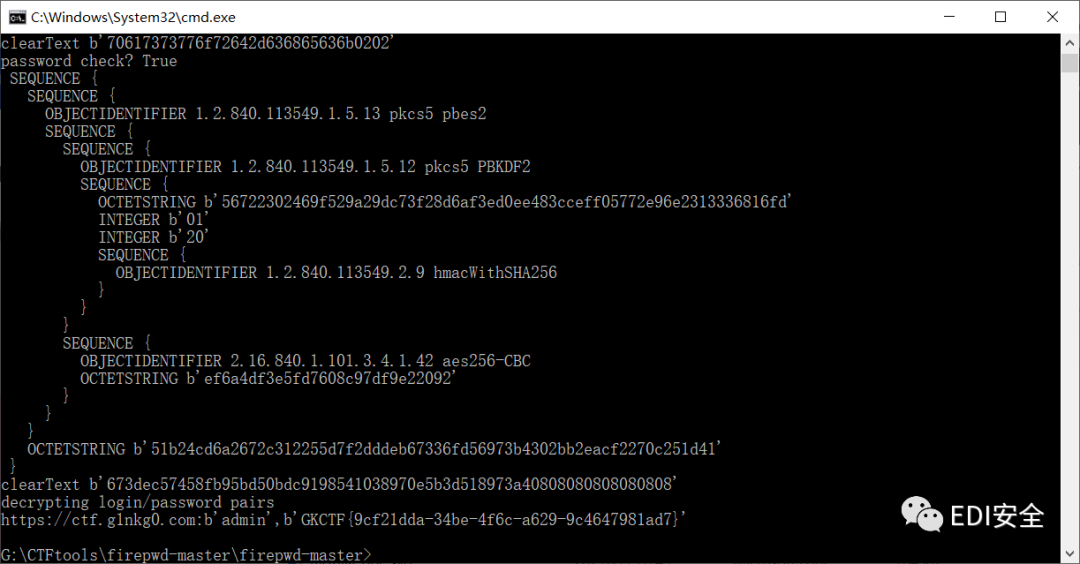 C:\Windows\System32\cmd.exe
clearText b'70617373776f72642d636865636b0202'
password check? True
SEQUENCE {
SEQUENCE {
OBJECTIDENTIFIER 1.2.840.113549.1.5.13 pkcs5 pbes2
SEQUENCE {
SEQUENCE {
OBJECTIDENTIFIER 1.2.840.113549.1.5.12 pkcs5 PBKDF2
SEQUENCE {
OCTETSTRING b'56722302469f529a29dc73f28d6af3ed0ee483cceff05772e96e2313336816fd'
INTEGER b'01'
INTEGER b'20'
SEQUENCE {
OBJECTIDENTIFIER 1.2.840.113549.2.9 hmacWithSHA256
}
}
}
SEQUENCE {
OBJECTIDENTIFIER 2.16.840.1.101.3.4.1.42 aes256-CBC
OCTETSTRING b'ef6a4df3e5fd7608c97df9e22092'
}
}
}
OCTETSTRING b'51b24cd6a2672c312255d7f2dddeb67336fd56973b4302bb2eacf2270c251d41'
}
clearText b'673dec57458fb95bd50bdc9198541038970e5b3d518973a40808080808080808'
decrypting login/password pairs
https://ctf.g1nkg0.com:b'admin',b'GKCTF{9cf21dda-34be-4f6c-a629-9c4647981ad7}'
EDI安全
G:\CTFtools\firepwd-master\firepwd-master>